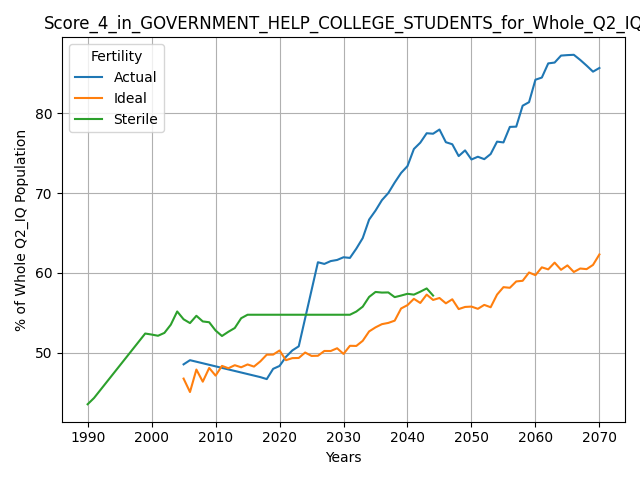 Score_4_in_GOVERNMENT_HELP_COLLEGE_STUDENTS_for_Whole_Q2_IQ
Fertility
Actual
Ideal
Sterile
% of Whole Q2_IQ Population
80
70
60
50
1990 2000 2010 2020 2030 2040 2050 2060 2070
Years